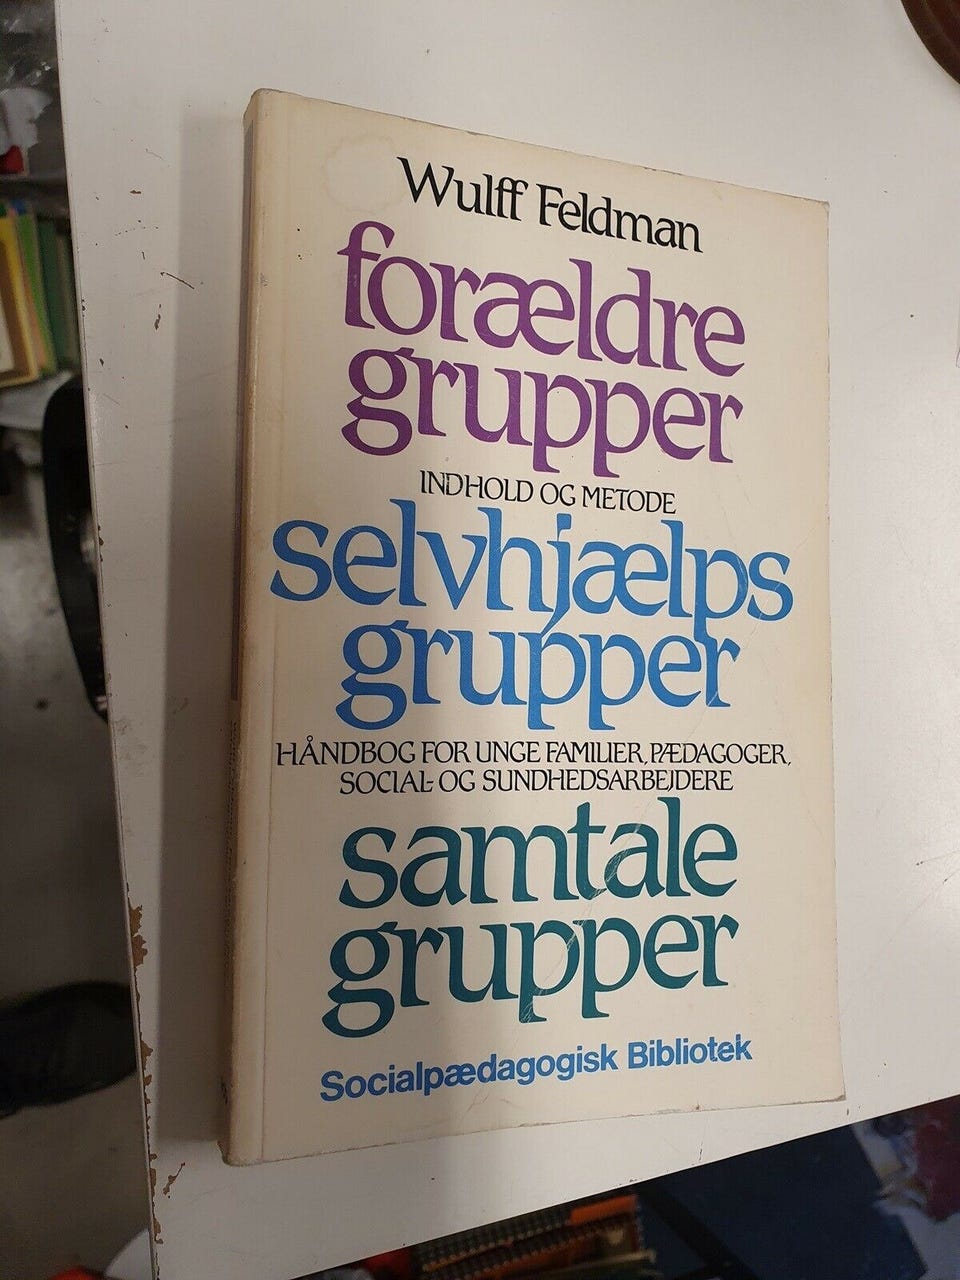 Wulff Feldman
forældre
grupper
INDHOLD OG METODE
selvhjælps
grupper
HÅNDBOG FOR UNGE FAMILIER, PÆDAGOGER,
SOCIAL- OG SUNDHEDSARBEJDERE
samtale
grupper
Socialpædagogisk Bibliotek